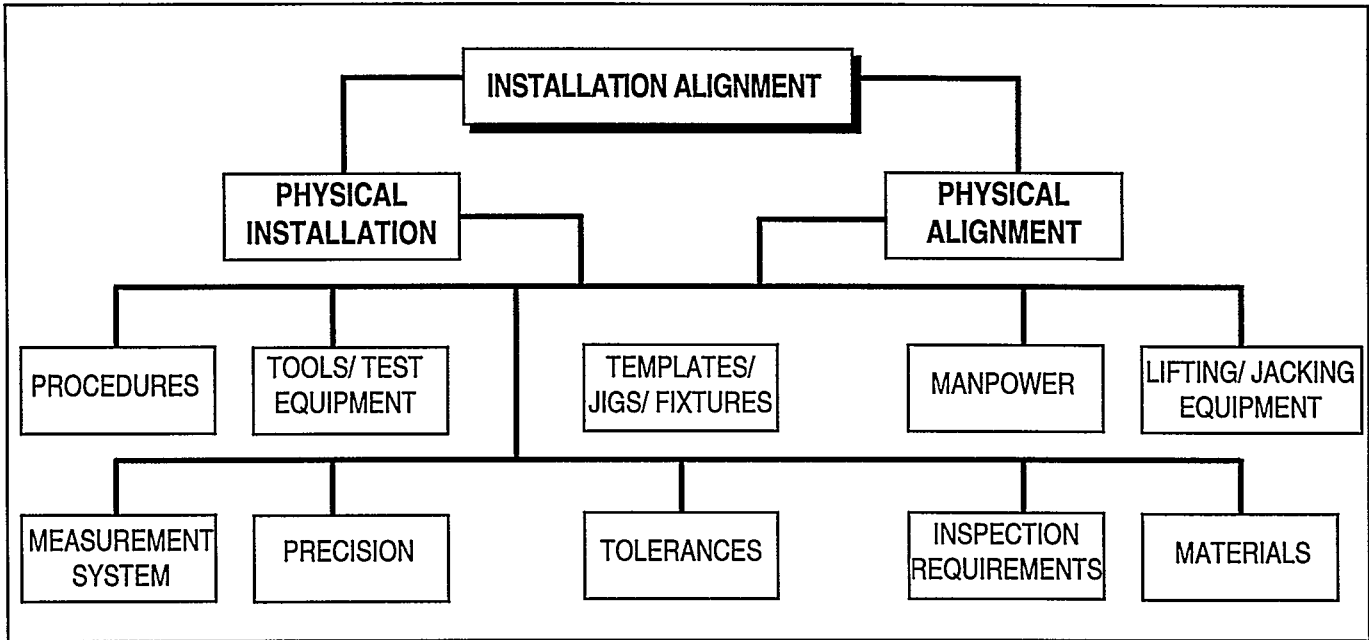 INSTALLATION ALIGNMENT
PHYSICAL
INSTALLATION
PHYSICAL
ALIGNMENT
PROCEDURES
TOOLS/ TEST
EQUIPMENT
TEMPLATES/
JIGS/ FIXTURES
MANPOWER
LIFTING/ JACKING
EQUIPMENT
MEASUREMENT
SYSTEM
PRECISION
TOLERANCES
INSPECTION
REQUIREMENTS
MATERIALS